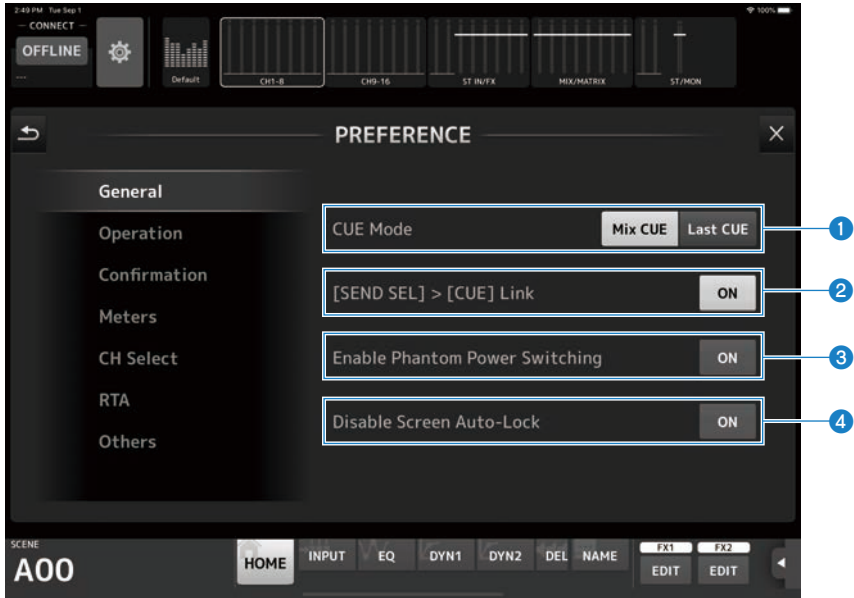 2:49 PM Tue Sep 1
100%
CONNECT
OFFLINE
---
Default
CH1-8
CH9-16
ST IN/FX
MIX/MATRIX
ST/MON
PREFERENCE
General
Operation
Confirmation
Meters
CH Select
RTA
Others
CUE Mode
Mix CUE
Last CUE
1
[SEND SEL] > [CUE] Link
ON
2
Enable Phantom Power Switching
ON
3
Disable Screen Auto-Lock
ON
4
SCENE
A00
HOME
INPUT
EQ
DYN1
DYN2
DEL
NAME
FX1
EDIT
FX2
EDIT